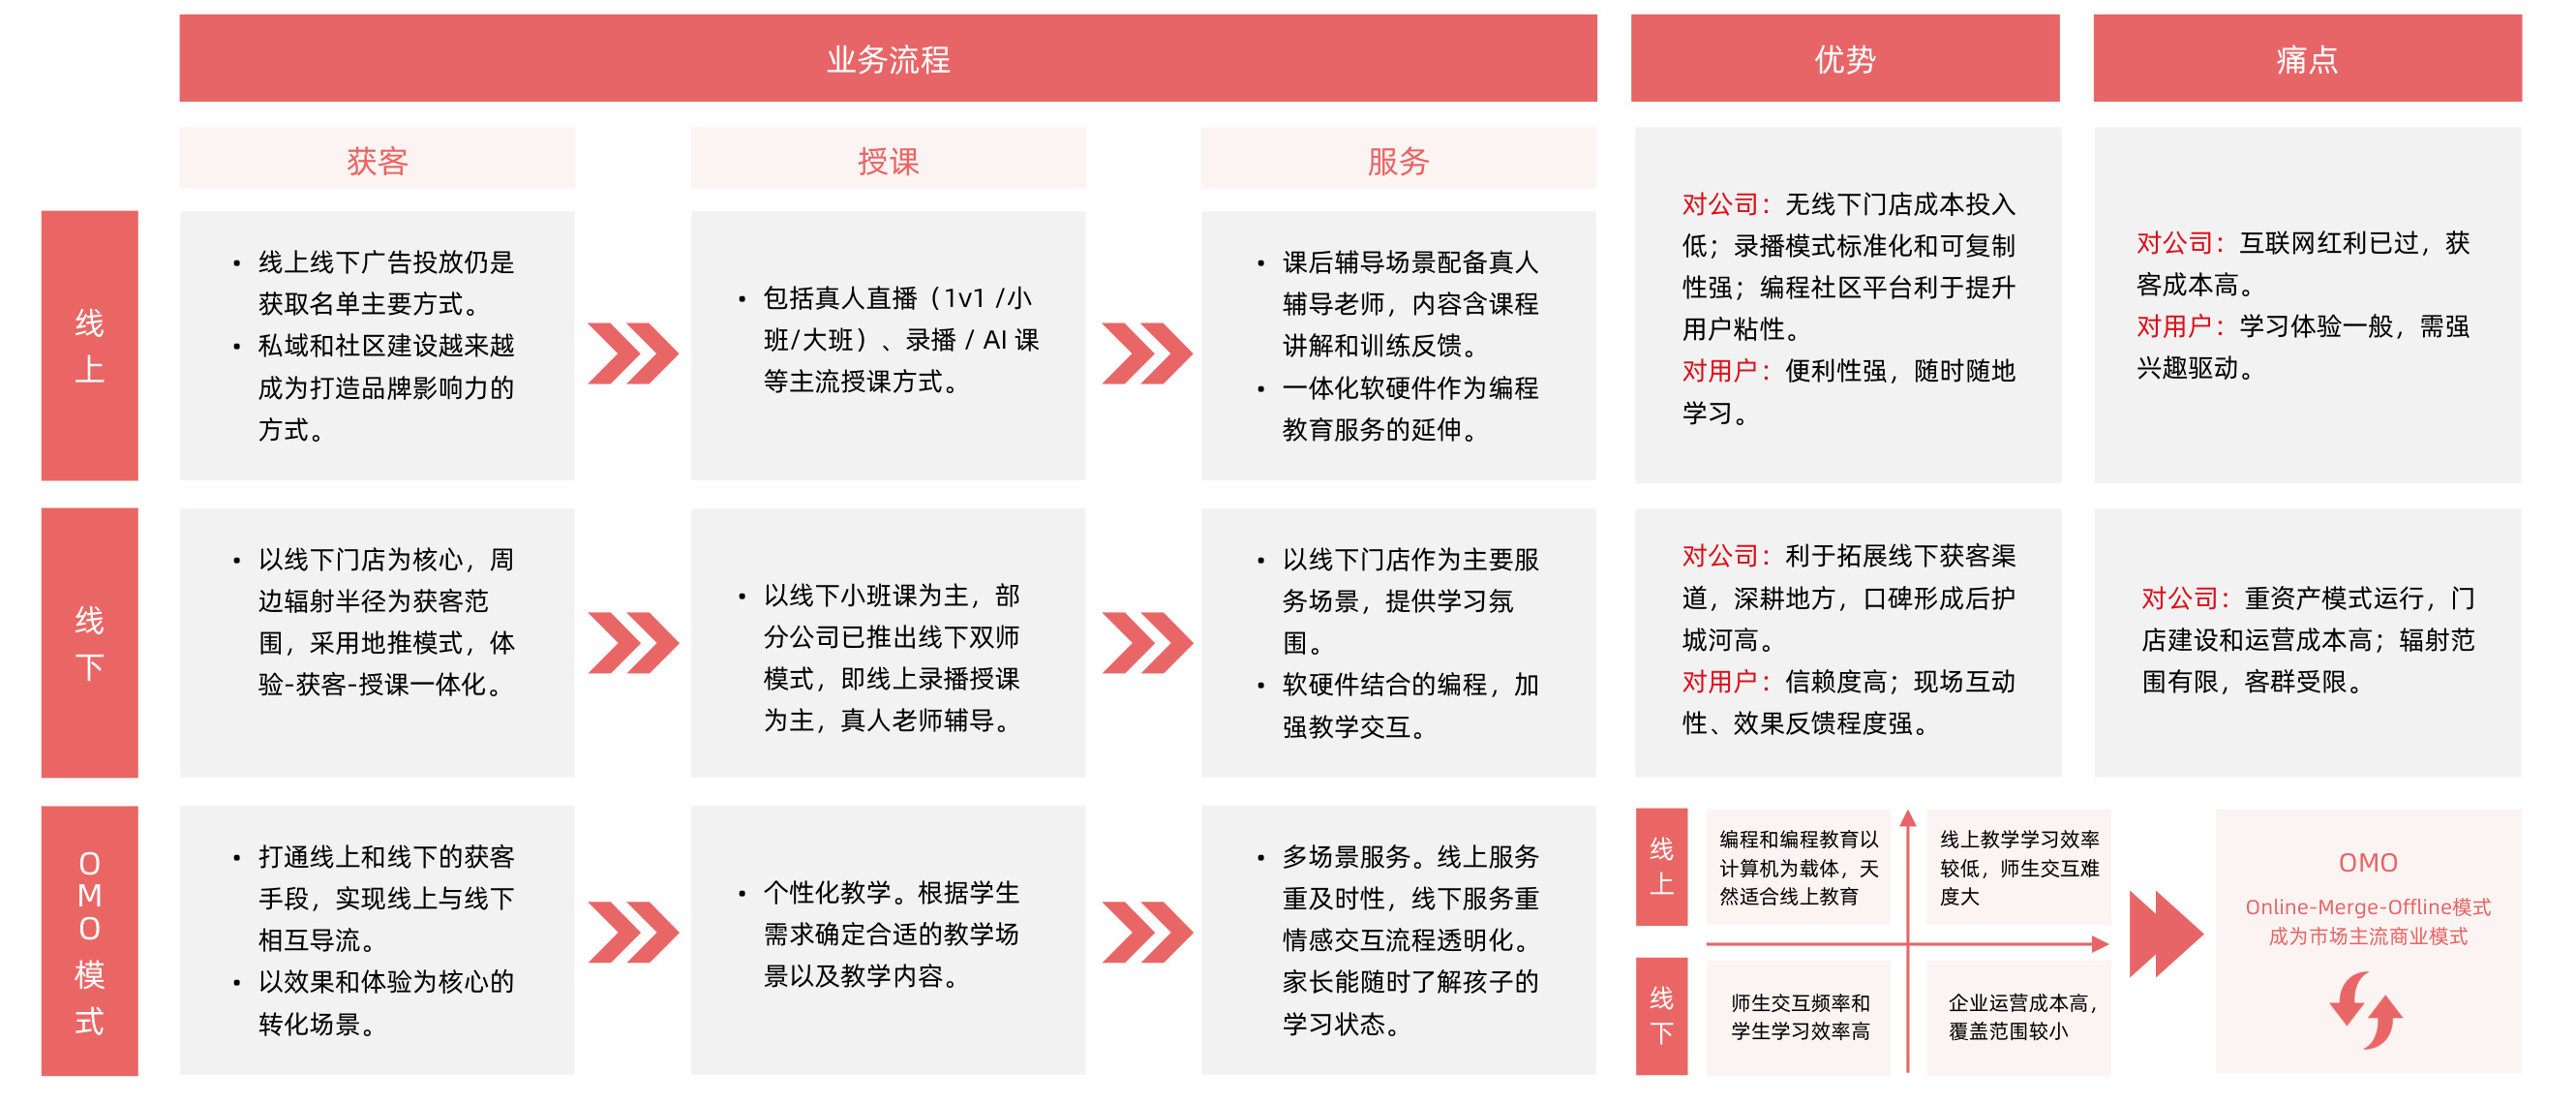 业务流程
优势
痛点
获客
授课
服务
线
上
• 线上线下广告投放仍是
获取名单主要方式。
• 私域和社区建设越来越
成为打造品牌影响力的
方式。
• 包括真人直播（1v1 /小
班/大班）、录播 / AI 课
等主流授课方式。
• 课后辅导场景配备真人
辅导老师，内容含课程
讲解和训练反馈。
• 一体化软硬件作为编程
教育服务的延伸。
对公司：无线下门店成本投入
低；录播模式标准化和可复制
性强；编程社区平台利于提升
用户粘性。
对用户：便利性强，随时随地
学习。
对公司：互联网红利已过，获
客成本高。
对用户：学习体验一般，需强
兴趣驱动。
线
下
• 以线下门店为核心，周
边辐射半径为获客范
围，采用地推模式，体
验-获客-授课一体化。
• 以线下小班课为主，部
分公司已推出线下双师
模式，即线上录播授课
为主，真人老师辅导。
• 以线下门店作为主要服
务场景，提供学习氛
围。
• 软硬件结合的编程，加
强教学交互。
对公司：利于拓展线下获客渠
道，深耕地方，口碑形成后护
城河高。
对用户：信赖度高；现场互动
性、效果反馈程度强。
对公司：重资产模式运行，门
店建设和运营成本高；辐射范
围有限，客群受限。
O
M
O
模
式
• 打通线上和线下的获客
手段，实现线上与线下
相互导流。
• 以效果和体验为核心的
转化场景。
• 个性化教学。根据学生
需求确定合适的教学场
景以及教学内容。
• 多场景服务。线上服务
重及时性，线下服务重
情感交互流程透明化。
家长能随时了解孩子的
学习状态。
线
上
编程和编程教育以
计算机为载体，天
然适合线上教育
线上教学学习效率
较低，师生交互难
度大
线
下
师生交互频率和
学生学习效率高
企业运营成本高，
覆盖范围较小
OMO
Online-Merge-Offline模式
成为市场主流商业模式